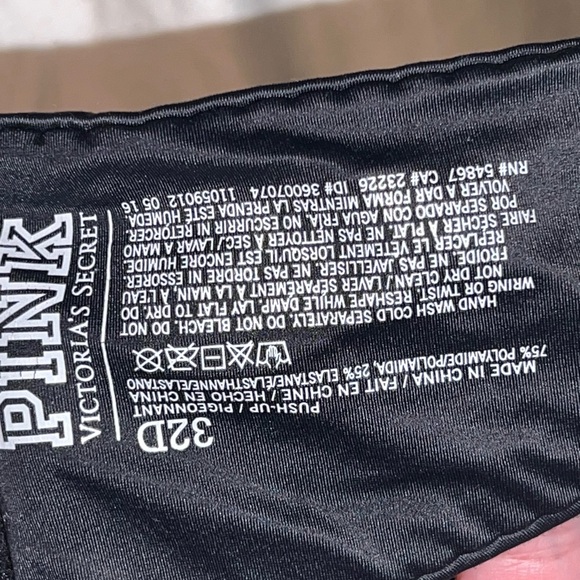 PINK
VICTORIA'S SECRET
32D
PUSH-UP / PIGEONNANT
MADE IN CHINA / FAIT EN CHINE / HECHO EN CHINA
75% POLYAMIDE/POLIAMIDA, 25% ELASTANE/ELASTHANNE/ELASTANO
HAND WASH COLD SEPARATELY. DO NOT BLEACH. DO NOT
WRING OR TWIST. RESHAPE WHILE DAMP. LAY FLAT TO DRY. DO
NOT DRY CLEAN / LAVER SEPAREMENT À LA MAIN, À L'EAU
FROIDE. NE PAS JAVELLISER. NE PAS TORDRE NI ESSORER.
REPLACER LE VÊTEMENT LORSQU'IL EST ENCORE HUMIDE.
FAIRE SÉCHER À PLAT. NE PAS NETTOYER À SEC / LAVAR A MANO
POR SEPARADO CON AGUA FRIA. NO ESCURRIR NI RETORCER.
VOLVER A DAR FORMA MIENTRAS LA PRENDA ESTÉ HUMEDA
RN# 54867 CA# 23226 ID# 36007074 11059012 05 16